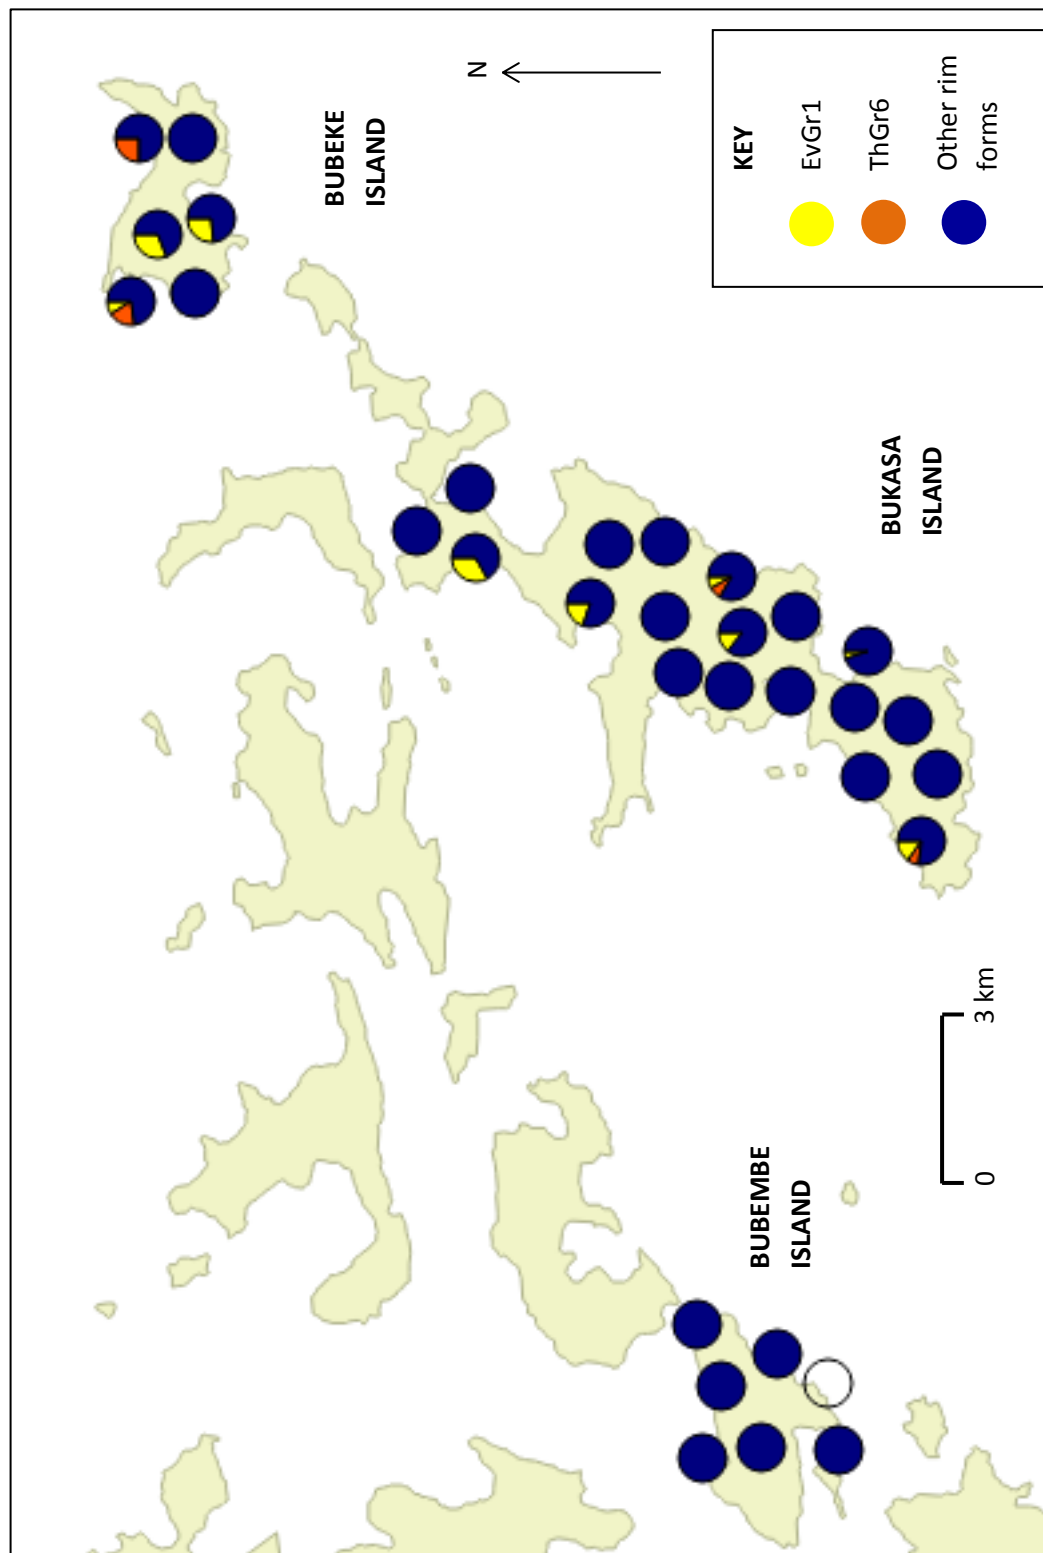 N
BUBEKE
ISLAND
BUKASA
ISLAND
BUBEMBE
ISLAND
0
3 km
KEY
EvGr1
ThGr6
Other rim
forms